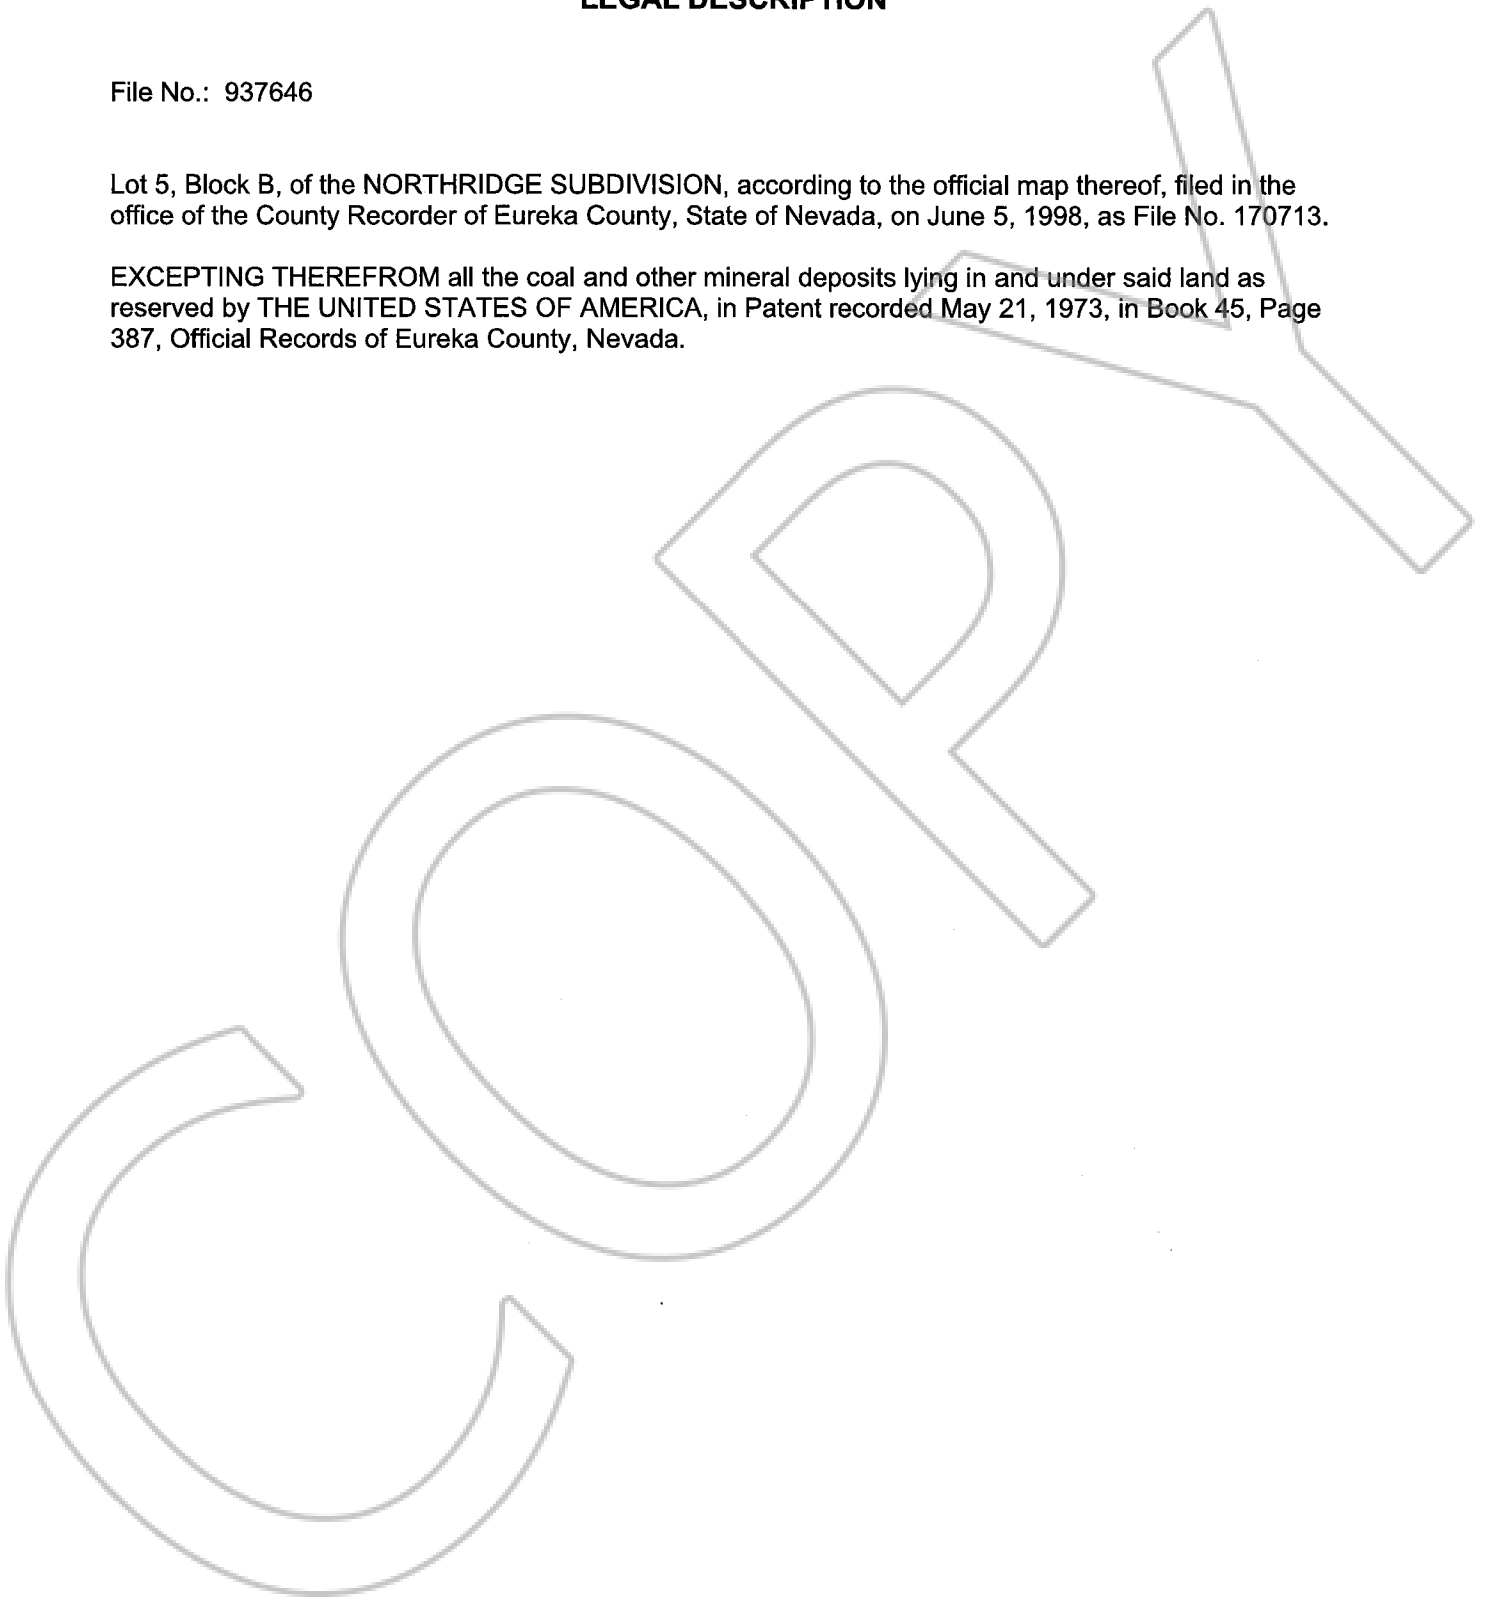 LEGAL DESCRIPTION
File No.: 937646
Lot 5, Block B, of the NORTHRIDGE SUBDIVISION, according to the official map thereof, filed in the
office of the County Recorder of Eureka County, State of Nevada, on June 5, 1998, as File No. 170713.
EXCEPTING THEREFROM all the coal and other mineral deposits lying in and under said land as
reserved by THE UNITED STATES OF AMERICA, in Patent recorded May 21, 1973, in Book 45, Page
387, Official Records of Eureka County, Nevada.
COPY